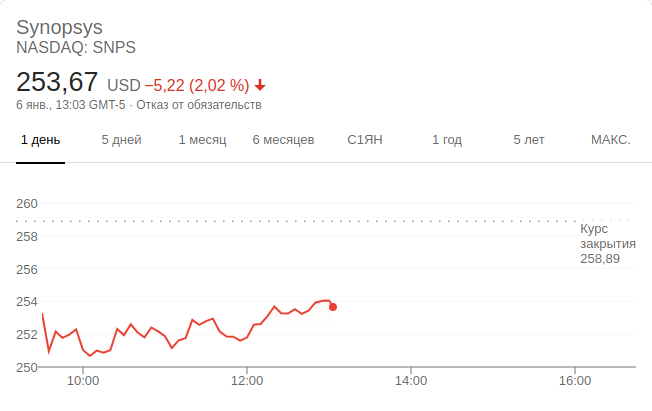 Synopsys
NASDAQ: SNPS
253,67 USD −5,22 (2,02 %)
6 янв., 13:03 GMT-5 · Отказ от обязательств
1 день 5 дней 1 месяц 6 месяцев С1ЯН 1 год 5 лет МАКС.
260
258
Курс
закрытия
258,89
256
254
252
250
10:00 12:00 14:00 16:00